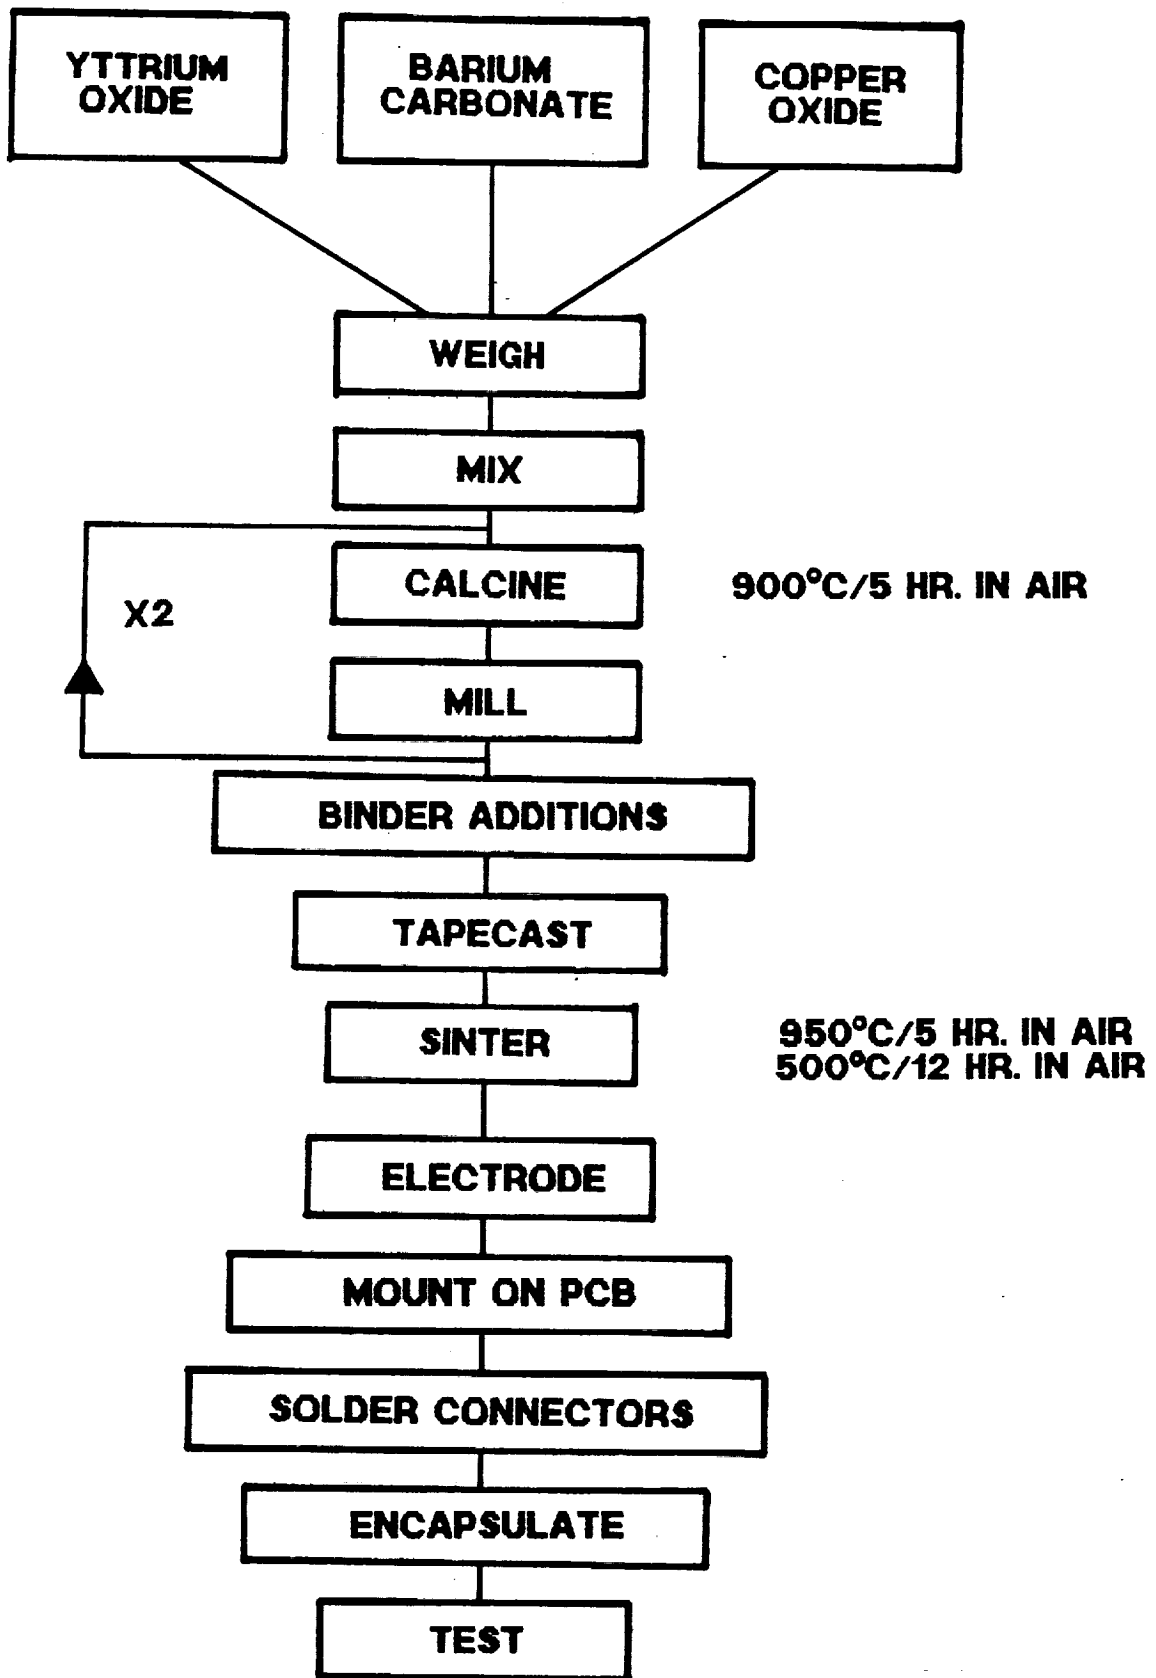 YTTRIUM
OXIDE
BARIUM
CARBONATE
COPPER
OXIDE
WEIGH
MIX
CALCINE
900°C/5 HR. IN AIR
X2
MILL
BINDER ADDITIONS
TAPECAST
SINTER
950°C/5 HR. IN AIR
500°C/12 HR. IN AIR
ELECTRODE
MOUNT ON PCB
SOLDER CONNECTORS
ENCAPSULATE
TEST